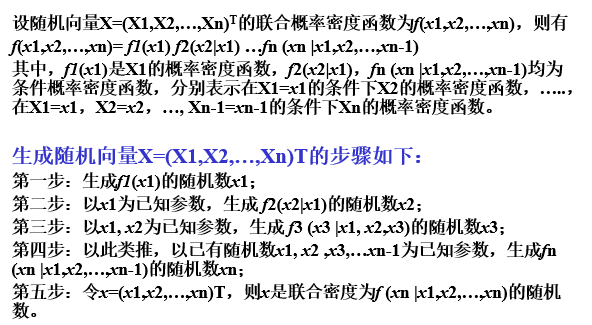 设随机向量X=(X1,X2,…,Xn)ᵀ的联合概率密度函数为f(x1,x2,…,xn)，则有
f(x1,x2,…,xn)= f1(x1) f2(x2|x1) …fn (xn |x1,x2,…,xn-1)
其中，f1(x1)是X1的概率密度函数，f2(x2|x1)，fn (xn |x1,x2,…,xn-1)均为
条件概率密度函数，分别表示在X1=x1的条件下X2的概率密度函数，…..，
在X1=x1，X2=x2，…, Xn-1=xn-1的条件下Xn的概率密度函数。
生成随机向量X=(X1,X2,…,Xn)T的步骤如下：
第一步：生成f1(x1)的随机数x1；
第二步：以x1为已知参数，生成 f2(x2|x1)的随机数x2；
第三步：以x1, x2为已知参数，生成 f3 (x3 |x1, x2,x3)的随机数x3；
第四步：以此类推，以已有随机数x1, x2 ,x3,…xn-1为已知参数，生成fn
(xn |x1,x2,…,xn-1)的随机数xn；
第五步：令x=(x1,x2,…,xn)T，则x是联合密度为f (xn |x1,x2,…,xn)的随机
数。